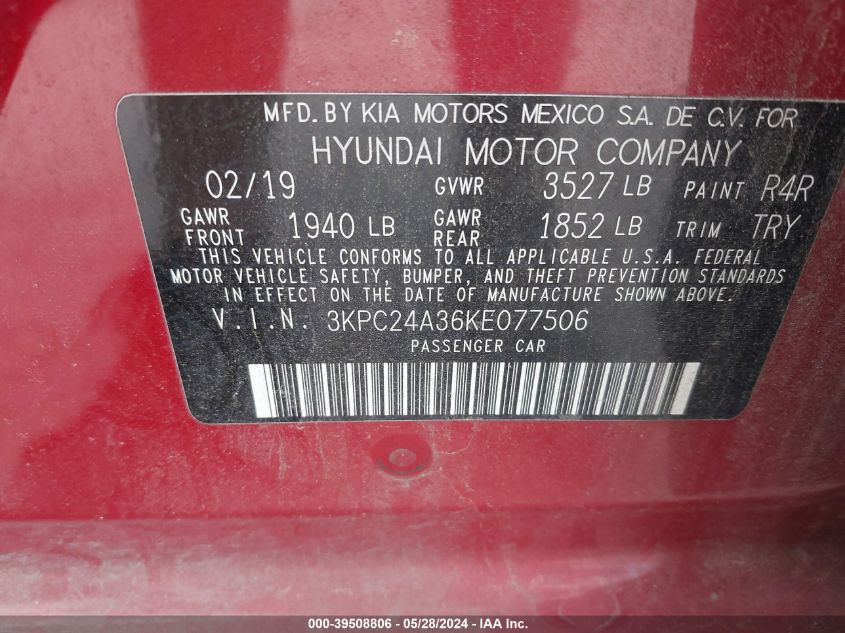 MFD. BY KIA MOTORS MEXICO S.A. DE C.V. FOR
HYUNDAI MOTOR COMPANY
02/19 GVWR 3527 LB PAINT R4R
GAWR FRONT 1940 LB GAWR REAR 1852 LB TRIM TRY
THIS VEHICLE CONFORMS TO ALL APPLICABLE U.S.A. FEDERAL
MOTOR VEHICLE SAFETY, BUMPER, AND THEFT PREVENTION STANDARDS
IN EFFECT ON THE DATE OF MANUFACTURE SHOWN ABOVE.
V.I.N. 3KPC24A36KE077506
PASSENGER CAR
000-39508806 - 05/28/2024 - IAA Inc.